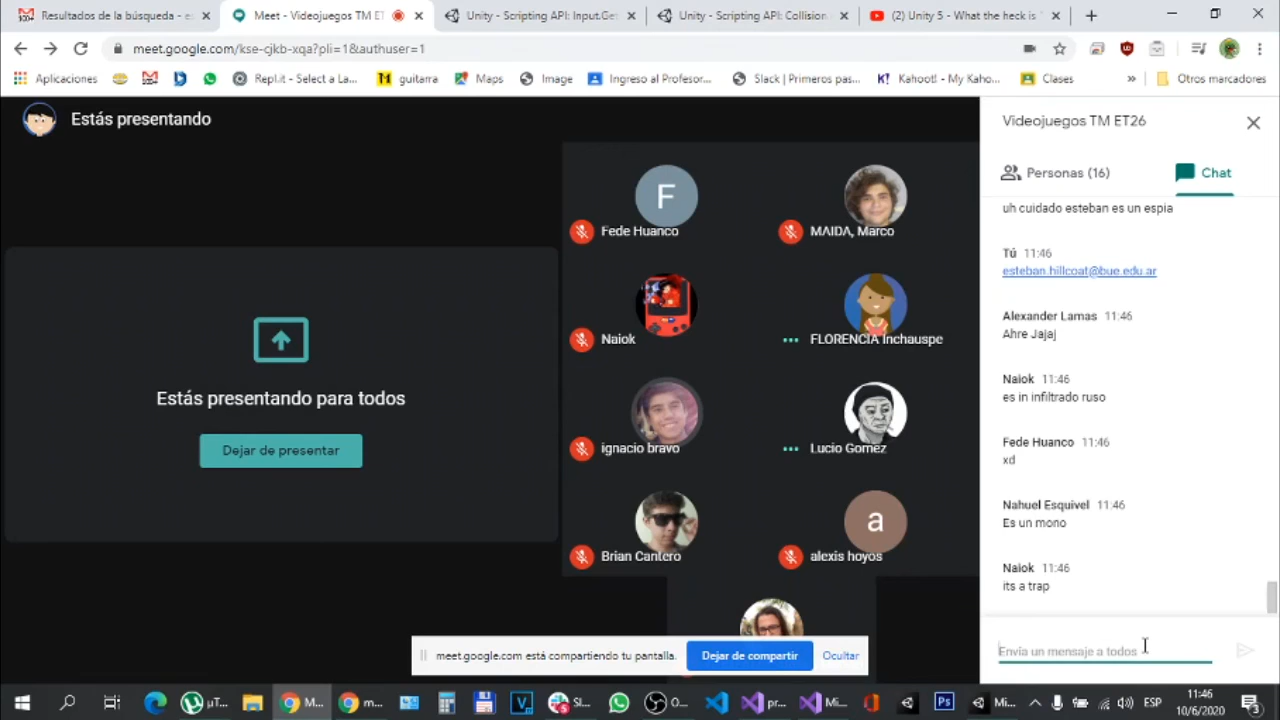 Resultados de la búsqueda - e
Meet - Videojuegos TM ET
Unity - Scripting API: Input.Get
Unity - Scripting API: Collision
(2) Unity 5 - What the heck is
meet.google.com/kse-cjkb-xqa?pli=1&authuser=1
Aplicaciones
Repl.it - Select a La...
guitarra
Maps
Image
Ingreso al Profesor...
Slack | Primeros pas...
Kahoot! - My Kaho...
Clases
»
Otros marcadores
Estás presentando
Estás presentando para todos
Dejar de presentar
F
Fede Huanco
MAIDA, Marco
Naiok
FLORENCIA Inchauspe
ignacio bravo
Lucio Gomez
Brian Cantero
a
alexis hoyos
Videojuegos TM ET26
Personas (16)
Chat
uh cuidado esteban es un espia
Tú 11:46
esteban.hillcoat@bue.edu.ar
Alexander Lamas 11:46
Ahre Jajaj
Naiok 11:46
es in infiltrado ruso
Fede Huanco 11:46
xd
Nahuel Esquivel 11:46
Es un mono
Naiok 11:46
its a trap
Envía un mensaje a todos
meet.google.com está compartiendo tu pantalla.
Dejar de compartir
Ocultar
µT...
M...
m...
Sl...
O...
pr...
Mi...
Mi...
ESP
11:46
10/6/2020
3